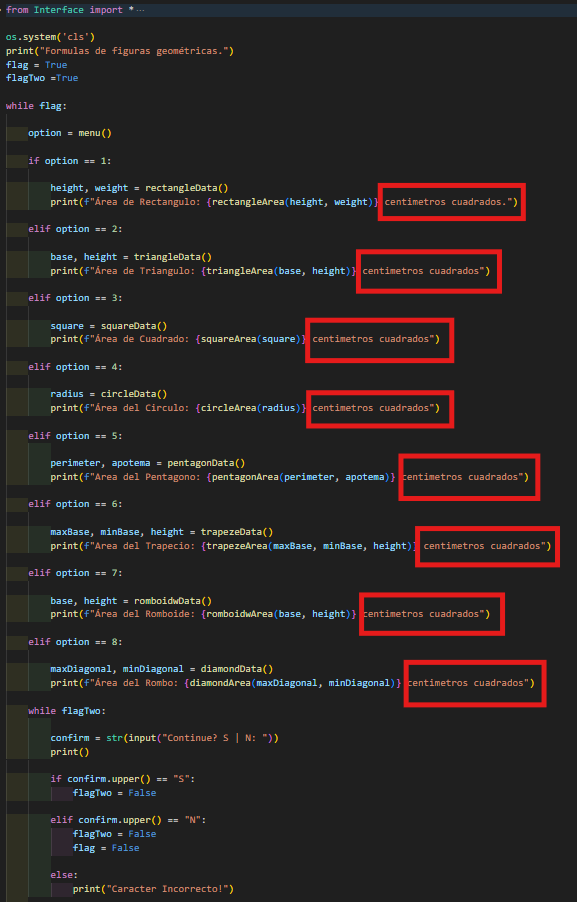 from Interface import * ...
os.system('cls')
print("Formulas de figuras geométricas.")
flag = True
flagTwo =True
while flag:
option = menu()
if option == 1:
height, weight = rectangleData()
print(f"Área de Rectangulo: {rectangleArea(height, weight)} centimetros cuadrados.")
elif option == 2:
base, height = triangleData()
print(f"Área de Triangulo: {triangleArea(base, height)} centimetros cuadrados")
elif option == 3:
square = squareData()
print(f"Área de Cuadrado: {squareArea(square)} centimetros cuadrados")
elif option == 4:
radius = circleData()
print(f"Área del Circulo: {circleArea(radius)} centimetros cuadrados")
elif option == 5:
perimeter, apotema = pentagonData()
print(f"Area del Pentagono: {pentagonArea(perimeter, apotema)} centimetros cuadrados")
elif option == 6:
maxBase, minBase, height = trapezeData()
print(f"Area del Trapecio: {trapezeArea(maxBase, minBase, height)} centimetros cuadrados")
elif option == 7:
base, height = romboidwData()
print(f"Área del Romboide: {romboidwArea(base, height)} centimetros cuadrados")
elif option == 8:
maxDiagonal, minDiagonal = diamondData()
print(f"Área del Rombo: {diamondArea(maxDiagonal, minDiagonal)} centimetros cuadrados")
while flagTwo:
confirm = str(input("Continue? S | N: "))
print()
if confirm.upper() == "S":
flagTwo = False
elif confirm.upper() == "N":
flagTwo = False
flag = False
else:
print("Caracter Incorrecto!")